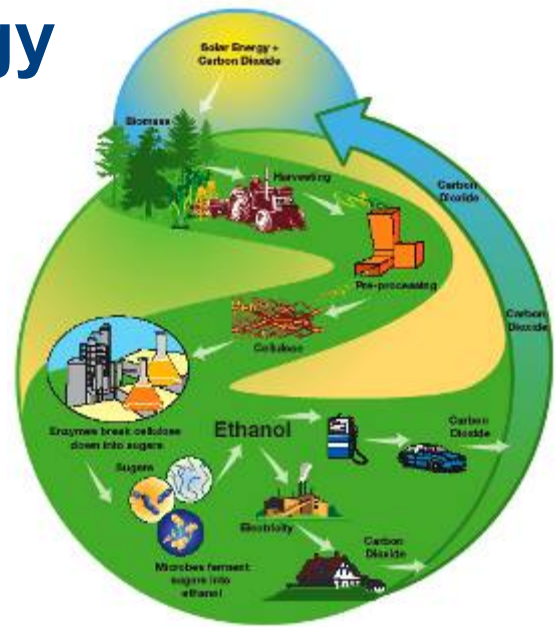 gy
Solar Energy +
Carbon Dioxide
Biomass
Harvesting
Carbon
Dioxide
Pre-processing
Carbon
Dioxide
Cellulose
Enzymes break cellulose
down into sugars
Ethanol
Carbon
Dioxide
Sugars
Electricity
Carbon
Dioxide
Microbes ferment
sugars into
ethanol